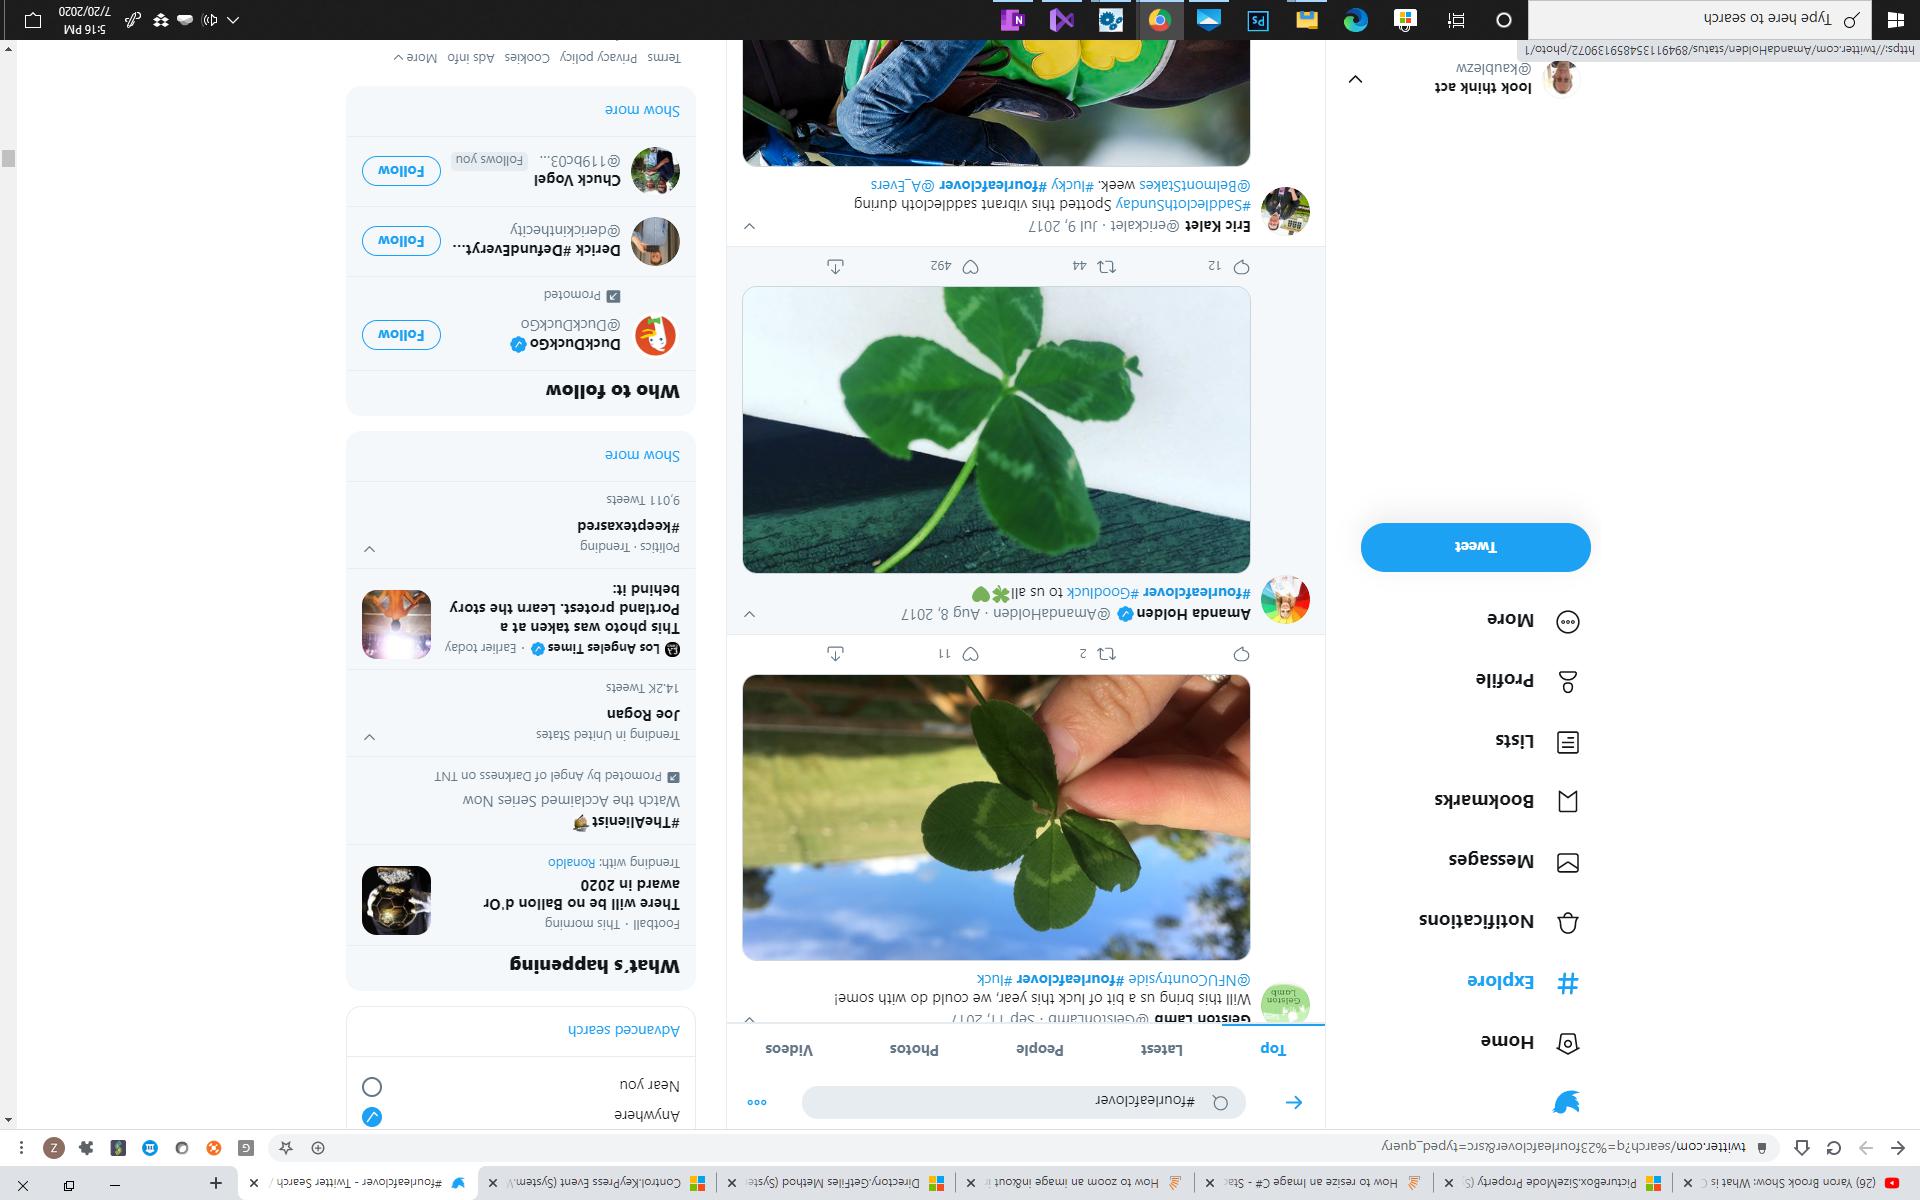 (26) Yaron Brook Show: What is C
PictureBox.SizeMode Property (S
How to resize an image C# - Stac
How to zoom an image in&out i
Directory.GetFiles Method (Syste
Control.KeyPress Event (System.W
#fourleafclover - Twitter Search /
twitter.com/search?q=%23fourleafclover&src=typed_query
Home
Explore
Notifications
Messages
Bookmarks
Lists
Profile
More
Tweet
look think act
@kaublezw
#fourleafclover
Top
Latest
People
Photos
Videos
Gelston Lamb @GelstonLamb · Sep 11, 2017
Will this bring us a bit of luck this year, we could do with some!
@NFUCountryside #fourleafclover #luck
Gelston
Lamb
2
11
Amanda Holden @AmandaHolden · Aug 8, 2017
#fourleafclover #Goodluck to us all
12
44
492
Eric Kalet @erickalet · Jul 9, 2017
#SaddleclothSunday Spotted this vibrant saddlecloth during
@BelmontStakes week. #lucky #fourleafclover @A_Evers
Anywhere
Near you
Advanced search
What's happening
Football · This morning
There will be no Ballon d'Or
award in 2020
Trending with: Ronaldo
#TheAlienist
Watch the Acclaimed Series Now
Promoted by Angel of Darkness on TNT
Trending in United States
Joe Rogan
14.2K Tweets
Los Angeles Times · Earlier today
This photo was taken at a
Portland protest. Learn the story
behind it:
Politics · Trending
#keeptexasred
9,011 Tweets
Show more
Who to follow
DuckDuckGo
@DuckDuckGo
Follow
Promoted
Derick #DefundEveryt...
@derickinthecity
Follow
Chuck Vogel
@119bc03... Follows you
Follow
Show more
Terms Privacy policy Cookies Ads info More
https://twitter.com/AmandaHolden/status/894911354859139072/photo/1
Type here to search
5:16 PM
7/20/2020